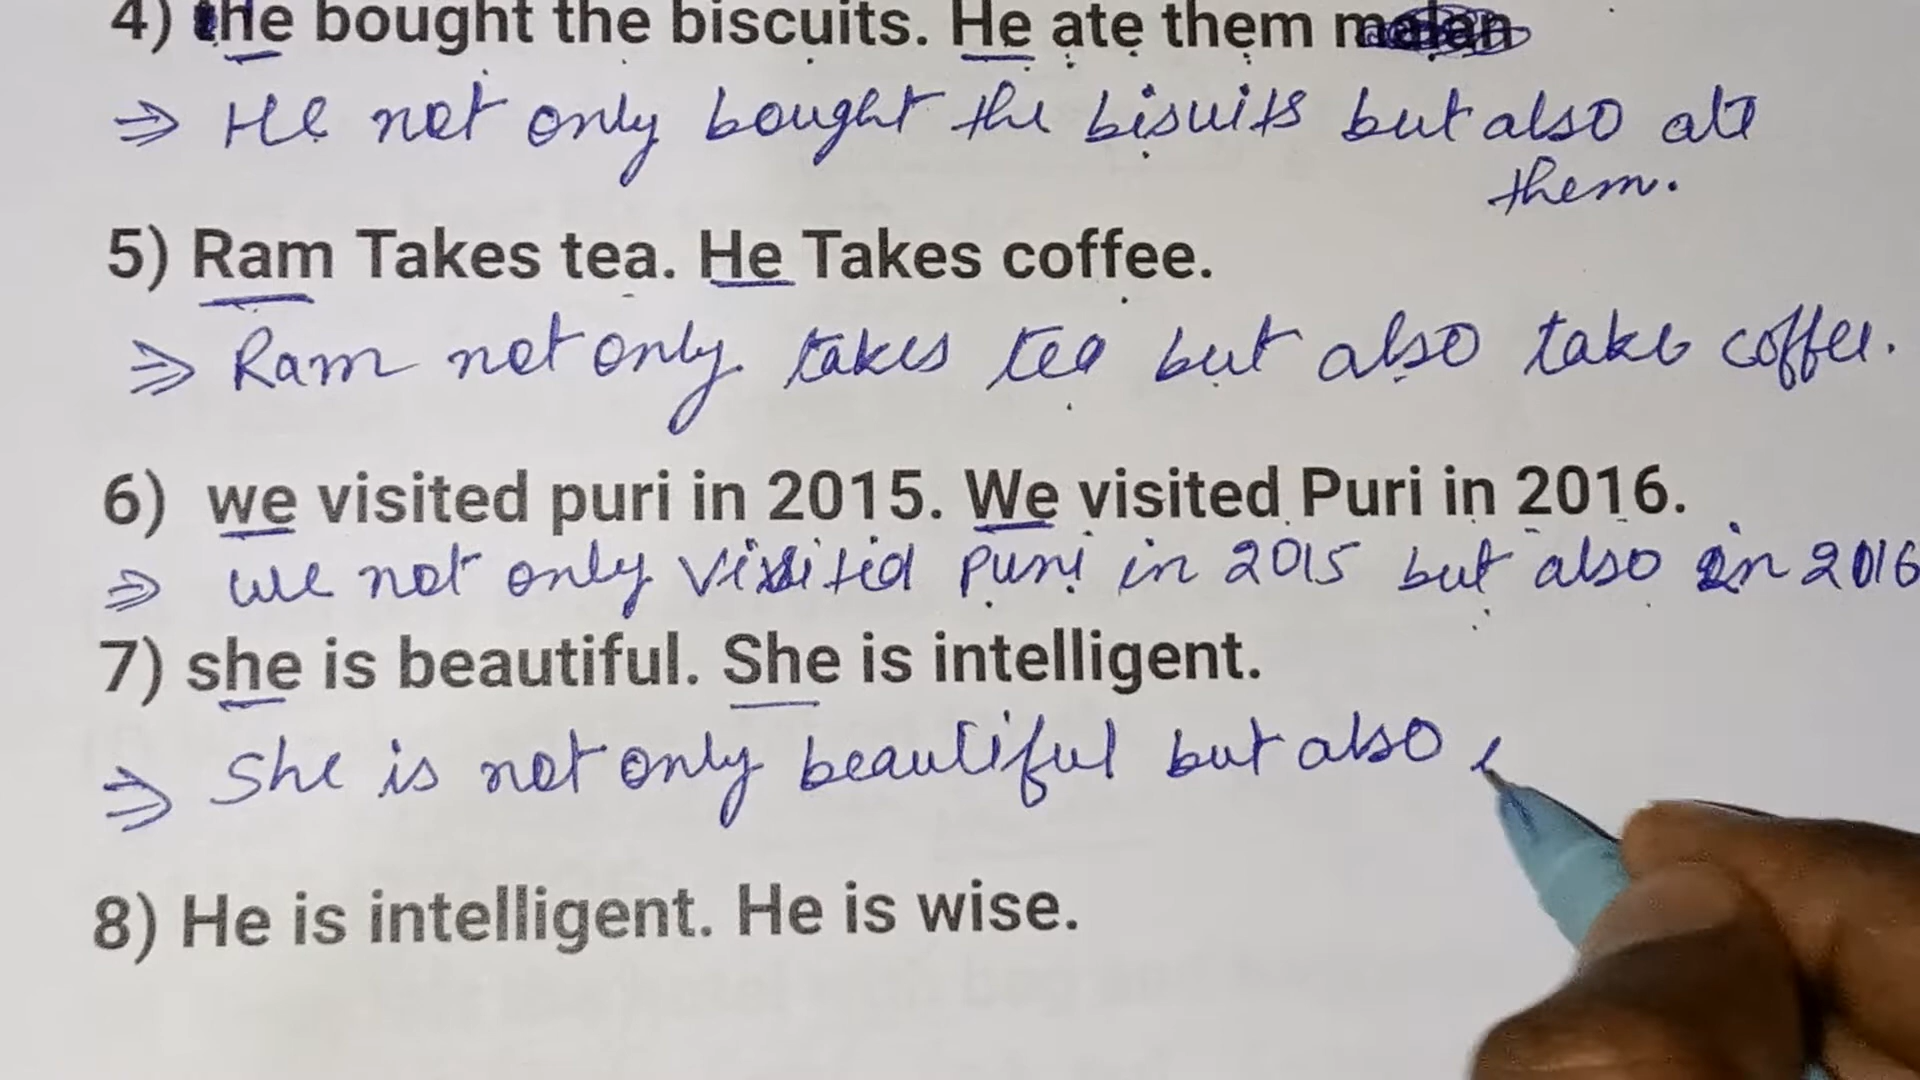 4) he bought the biscuits. He ate them
⇒ He not only bought the bisuits but also ate
them.
5) Ram Takes tea. He Takes coffee.
⇒ Ram not only takes tea but also take coffee.
6) we visited puri in 2015. We visited Puri in 2016.
⇒ we not only visited puri in 2015 but also in 2016
7) she is beautiful. She is intelligent.
⇒ She is not only beautiful but also
8) He is intelligent. He is wise.